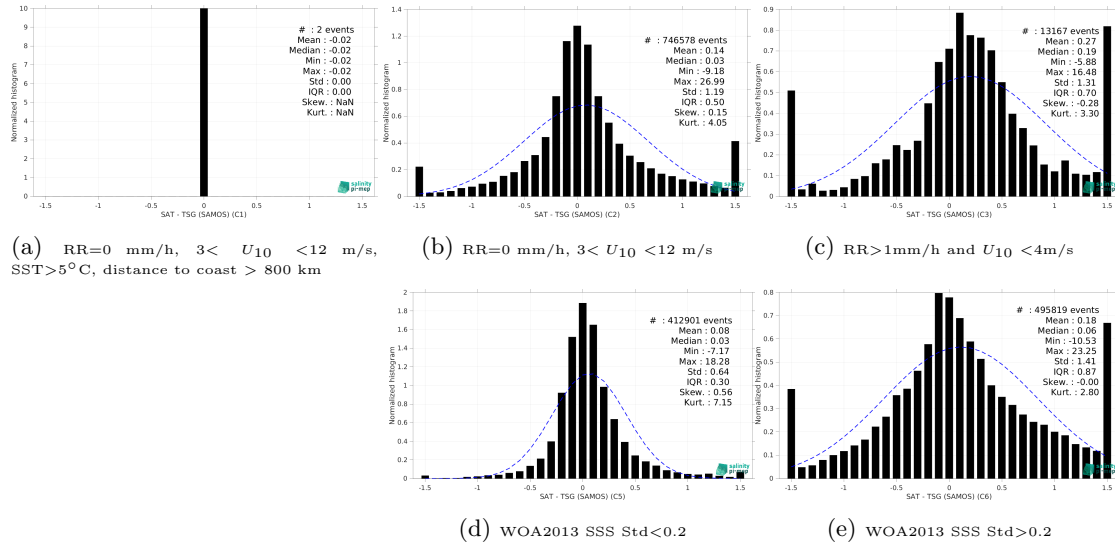 10
9
8
7
6
5
4
3
2
1
0
Normalized histogram
# : 2 events
Mean : -0.02
Median : -0.02
Min : -0.02
Max : -0.02
Std : 0.00
IQR : 0.00
Skew. : NaN
Kurt. : NaN
salinity
pi-mep
-1.5 -1 -0.5 0 0.5 1 1.5
SAT - TSG (SAMOS) (C1)
(a) RR=0 mm/h, 3< U10 <12 m/s,
SST>5°C, distance to coast > 800 km
1.4
1.2
1
0.8
0.6
0.4
0.2
0
Normalized histogram
# : 746578 events
Mean : 0.14
Median : 0.03
Min : -9.18
Max : 26.99
Std : 1.19
IQR : 0.50
Skew. : 0.15
Kurt. : 4.05
salinity
pi-mep
-1.5 -1 -0.5 0 0.5 1 1.5
SAT - TSG (SAMOS) (C2)
(b) RR=0 mm/h, 3< U10 <12 m/s
0.9
0.8
0.7
0.6
0.5
0.4
0.3
0.2
0.1
0
Normalized histogram
# : 13167 events
Mean : 0.27
Median : 0.19
Min : -5.88
Max : 16.48
Std : 1.31
IQR : 0.70
Skew. : -0.28
Kurt. : 3.30
salinity
pi-mep
-1.5 -1 -0.5 0 0.5 1 1.5
SAT - TSG (SAMOS) (C3)
(c) RR>1mm/h and U10 <4m/s
2
1.8
1.6
1.4
1.2
1
0.8
0.6
0.4
0.2
0
Normalized histogram
# : 412901 events
Mean : 0.08
Median : 0.03
Min : -7.17
Max : 18.28
Std : 0.64
IQR : 0.30
Skew. : 0.56
Kurt. : 7.15
salinity
pi-mep
-1.5 -1 -0.5 0 0.5 1 1.5
SAT - TSG (SAMOS) (C5)
(d) WOA2013 SSS Std<0.2
0.8
0.7
0.6
0.5
0.4
0.3
0.2
0.1
0
Normalized histogram
# : 495819 events
Mean : 0.18
Median : 0.06
Min : -10.53
Max : 23.25
Std : 1.41
IQR : 0.87
Skew. : -0.00
Kurt. : 2.80
salinity
pi-mep
-1.5 -1 -0.5 0 0.5 1 1.5
SAT - TSG (SAMOS) (C6)
(e) WOA2013 SSS Std>0.2